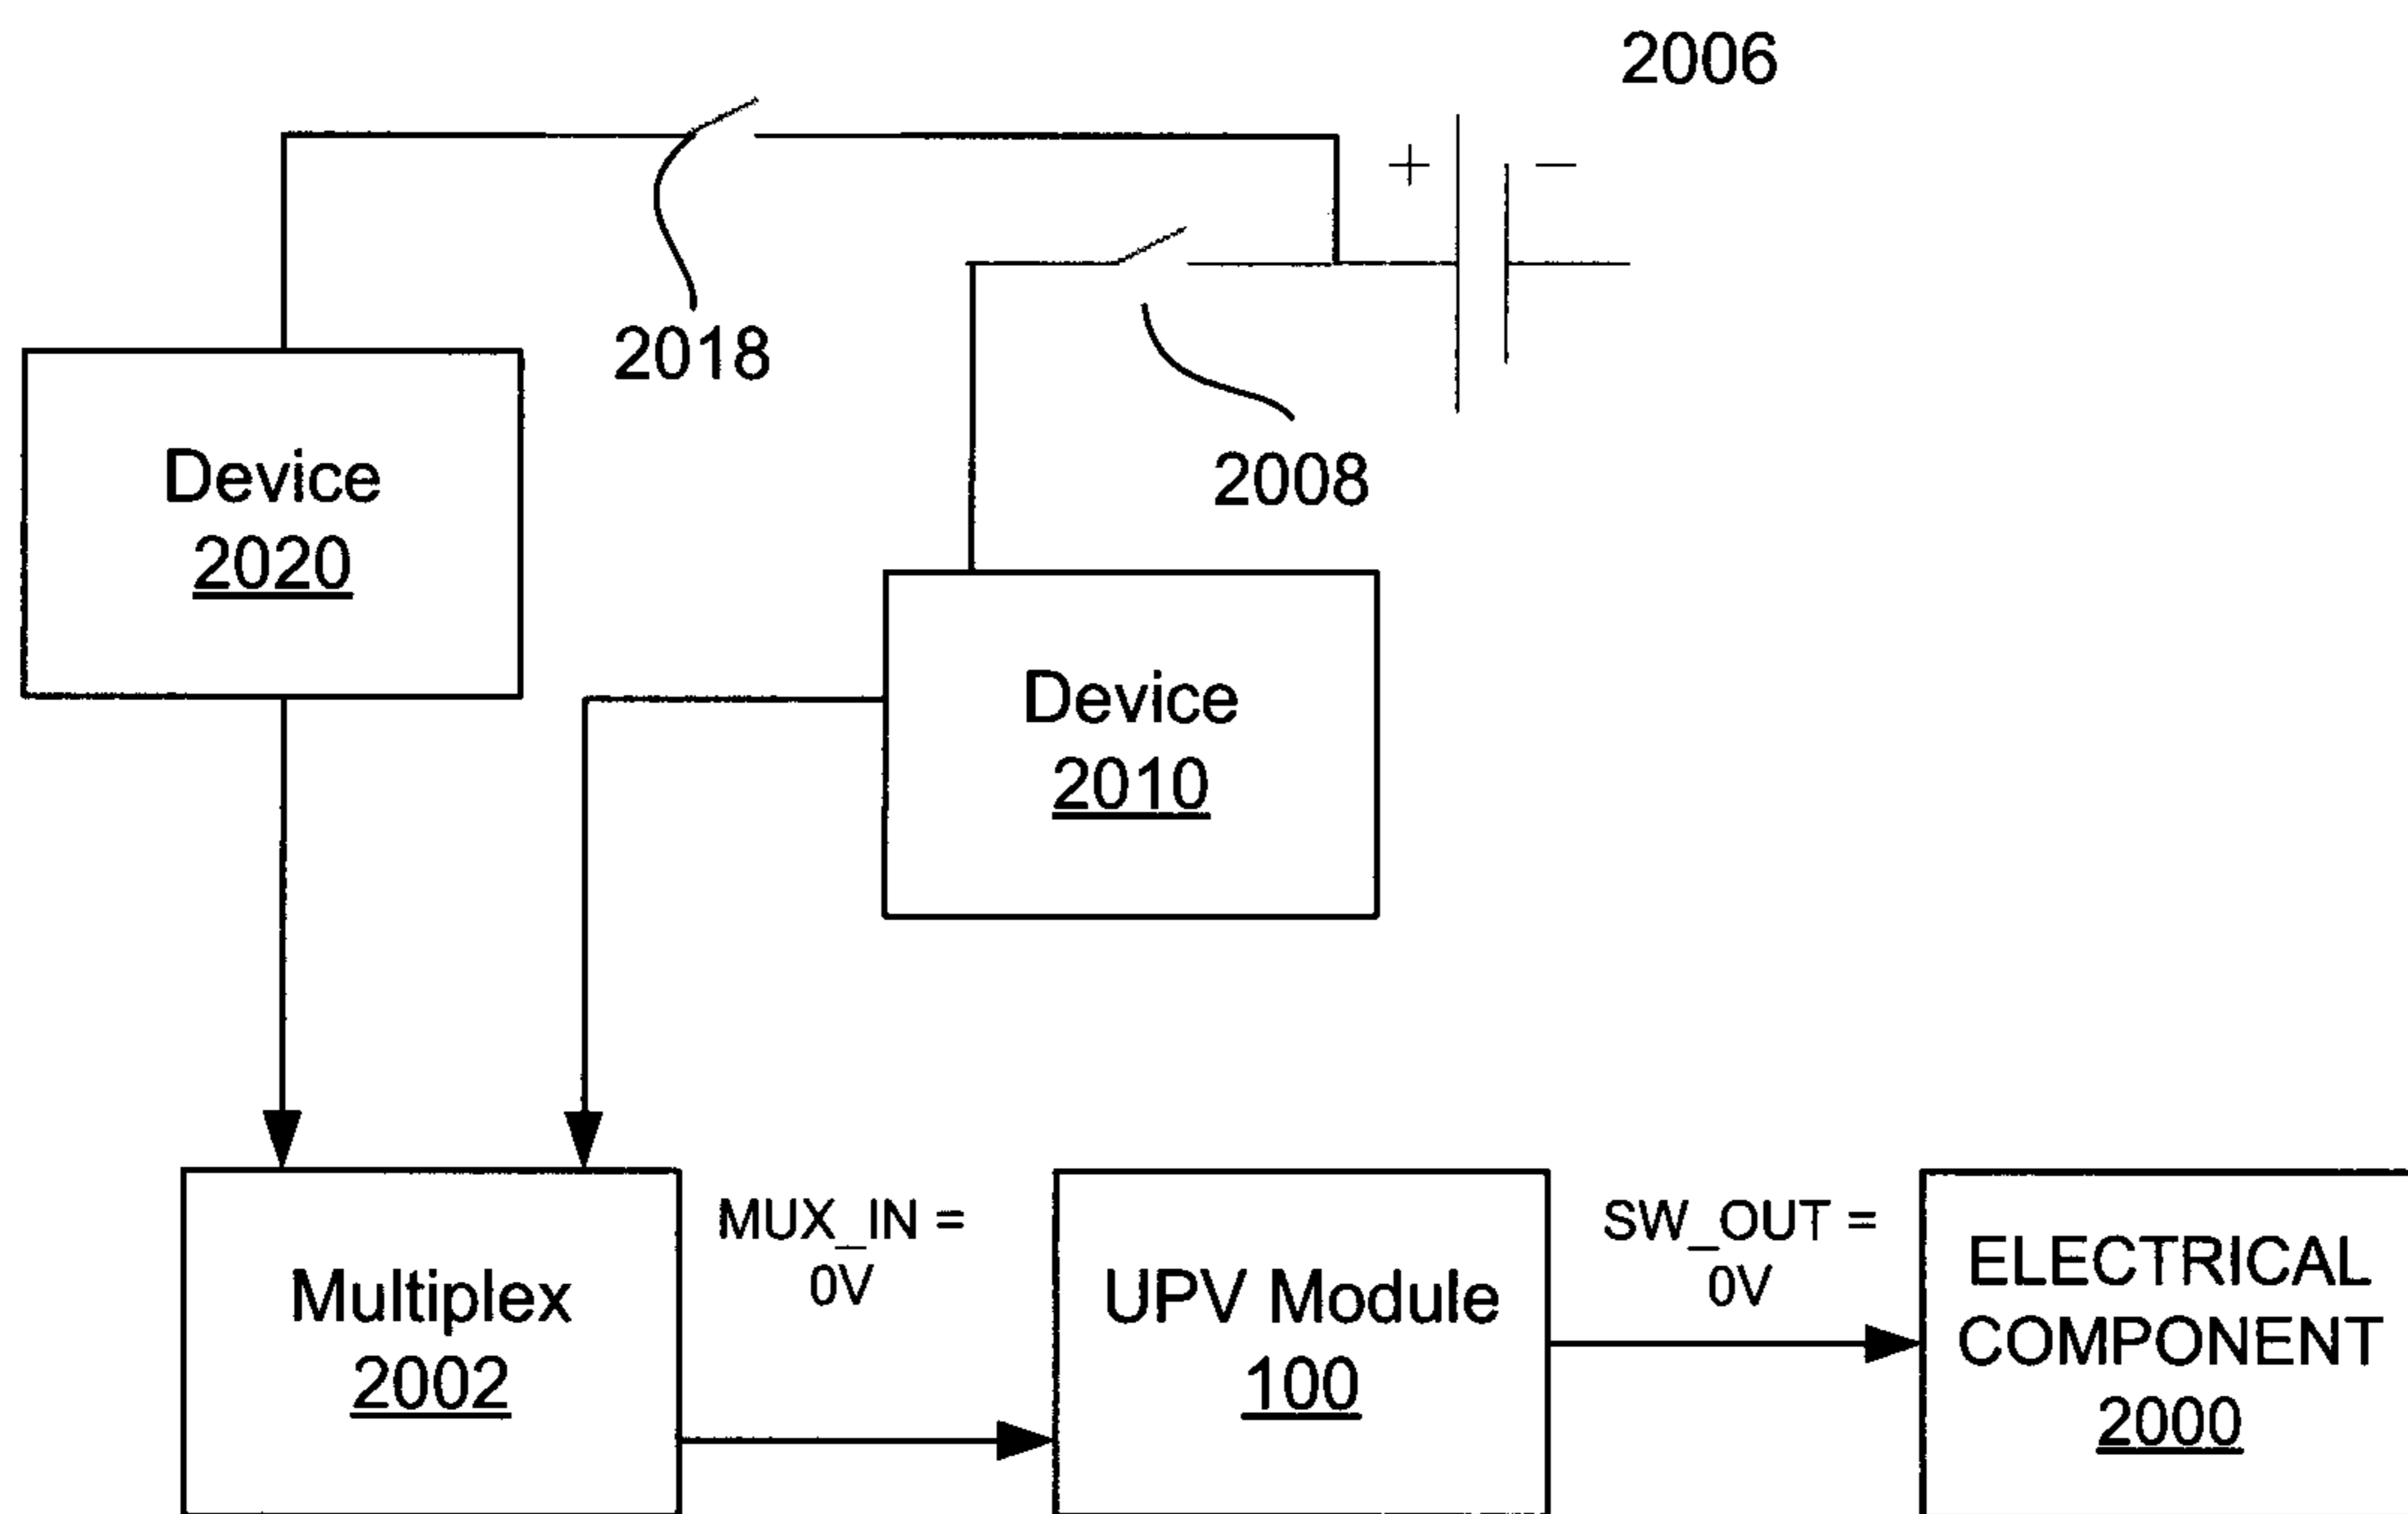 2006
+
−
2018
2008
Device
2020
Device
2010
MUX_IN =
0V
SW_OUT =
0V
Multiplex
2002
UPV Module
100
ELECTRICAL
COMPONENT
2000